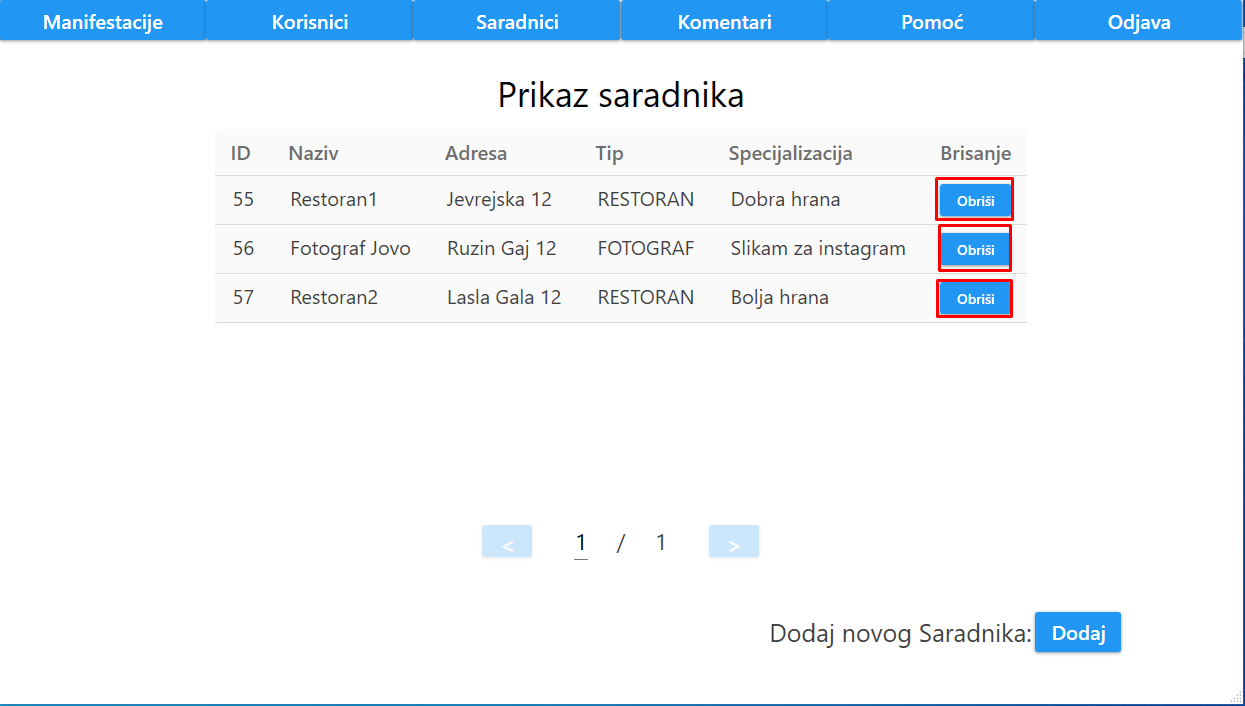 Manifestacije Korisnici Saradnici Komentari Pomoć Odjava
Prikaz saradnika
ID Naziv Adresa Tip Specijalizacija Brisanje
55 Restoran1 Jevrejska 12 RESTORAN Dobra hrana Obriši
56 Fotograf Jovo Ruzin Gaj 12 FOTOGRAF Slikam za instagram Obriši
57 Restoran2 Lasla Gala 12 RESTORAN Bolja hrana Obriši
< 1 / 1 >
Dodaj novog Saradnika: Dodaj